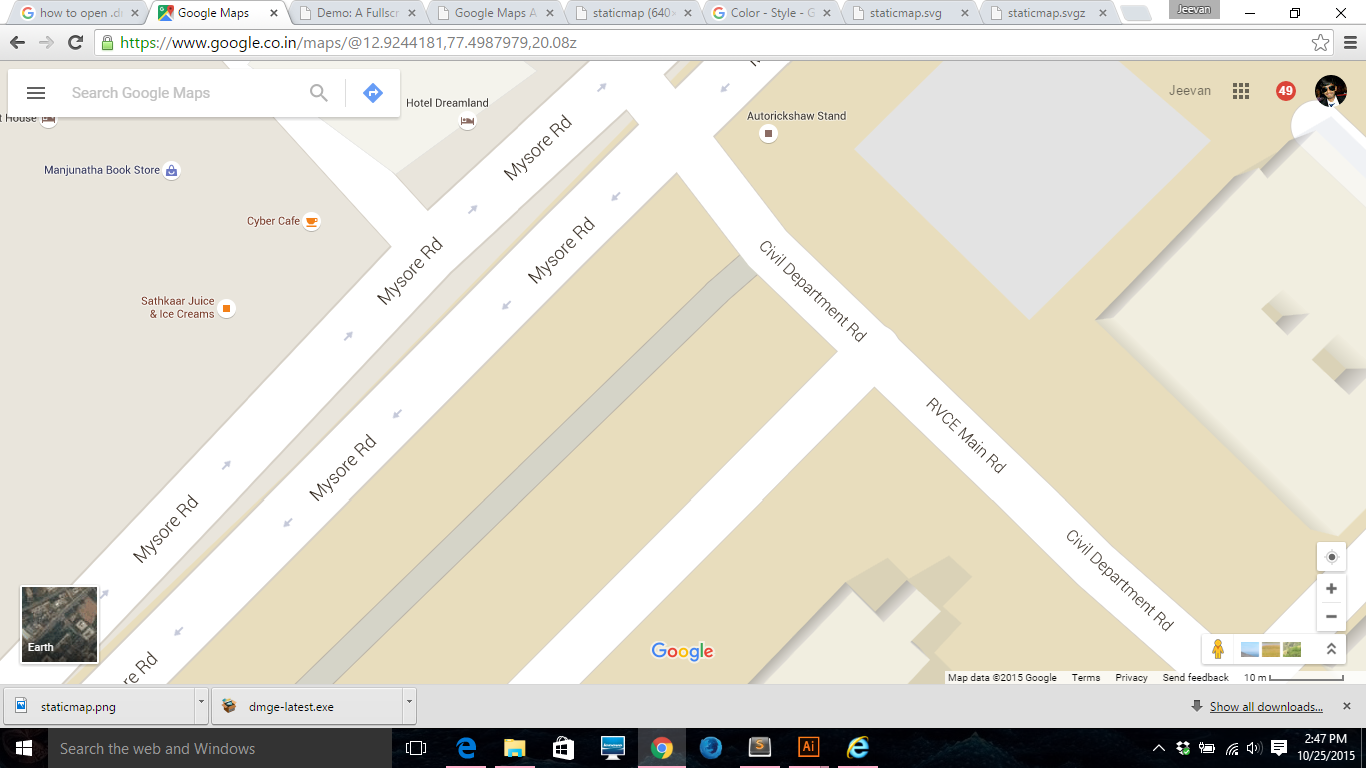 how to open .d
Google Maps
Demo: A Fullscr
Google Maps A
staticmap (640×
Color - Style - G
staticmap.svg
staticmap.svgz
Jeevan
https://www.google.co.in/maps/@12.9244181,77.4987979,20.08z
Search Google Maps
Jeevan
49
Hotel Dreamland
Autorickshaw Stand
t House
Manjunatha Book Store
Cyber Cafe
Sathkaar Juice
& Ice Creams
Mysore Rd
Mysore Rd
Mysore Rd
Mysore Rd
Mysore Rd
re Rd
Civil Department Rd
RVCE Main Rd
Civil Department Rd
Earth
Google
Map data ©2015 Google
Terms
Privacy
Send feedback
10 m
staticmap.png
dmge-latest.exe
Show all downloads...
Search the web and Windows
S
Ai
2:47 PM
10/25/2015